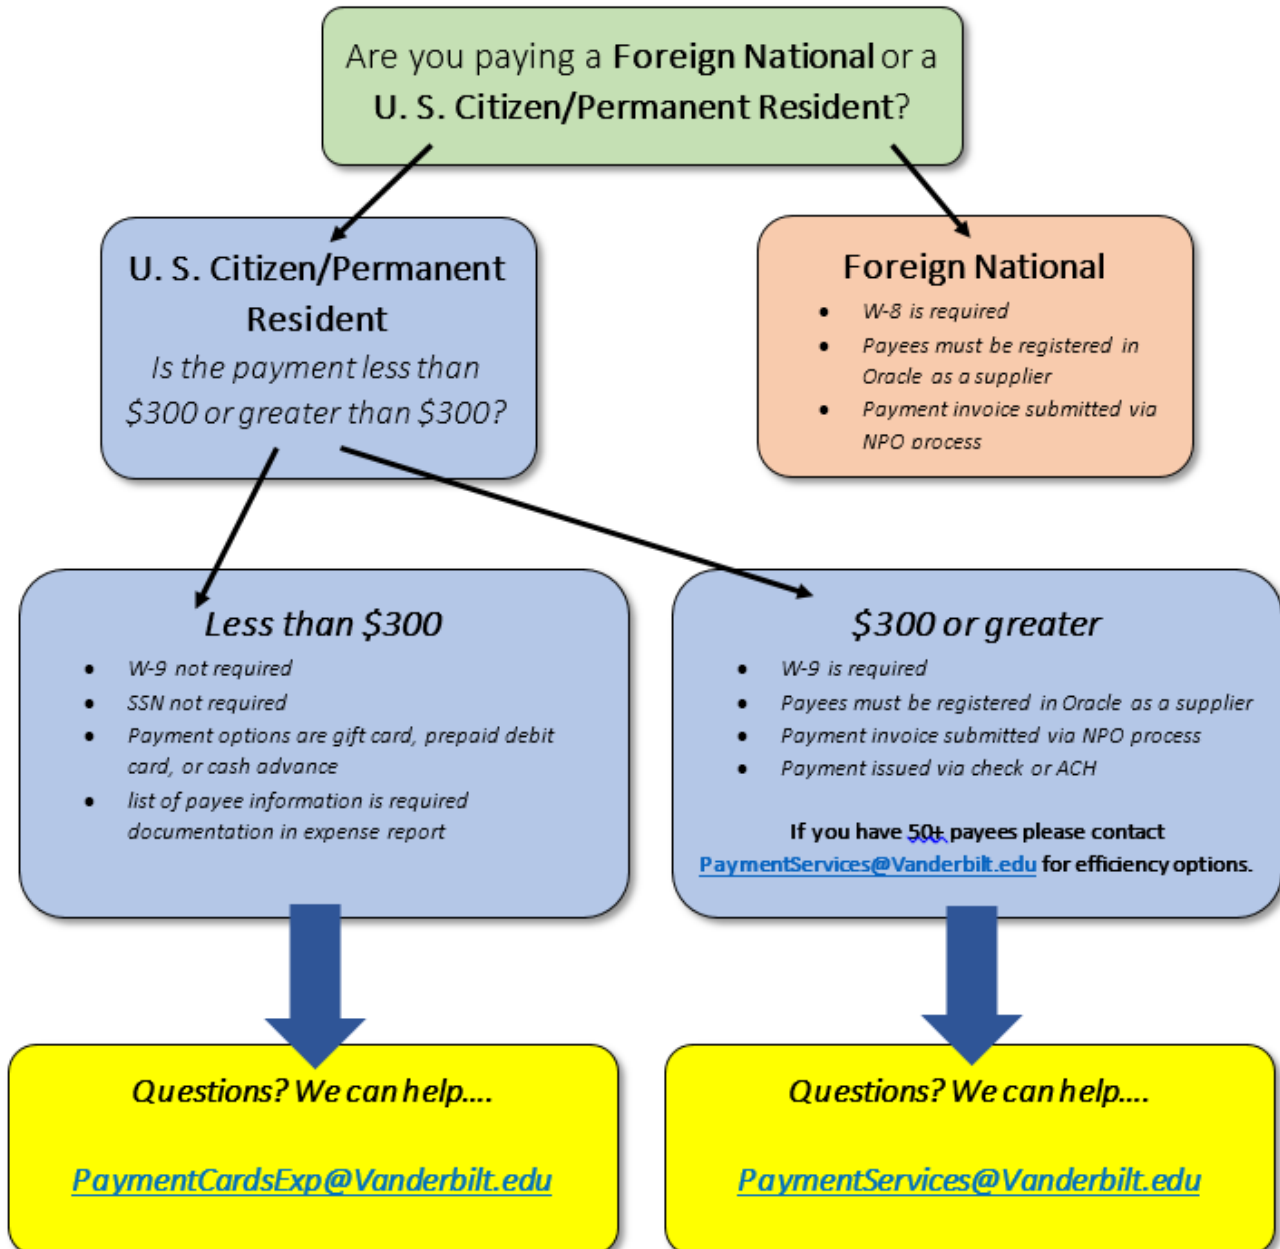 Are you paying a Foreign National or a
U. S. Citizen/Permanent Resident?
U. S. Citizen/Permanent
Resident
Is the payment less than
$300 or greater than $300?
Foreign National
• W-8 is required
• Payees must be registered in
Oracle as a supplier
• Payment invoice submitted via
NPO process
Less than $300
• W-9 not required
• SSN not required
• Payment options are gift card, prepaid debit
card, or cash advance
• list of payee information is required
documentation in expense report
$300 or greater
• W-9 is required
• Payees must be registered in Oracle as a supplier
• Payment invoice submitted via NPO process
• Payment issued via check or ACH
If you have 50+ payees please contact
PaymentServices@Vanderbilt.edu for efficiency options.
Questions? We can help....
PaymentCardsExp@Vanderbilt.edu
Questions? We can help....
PaymentServices@Vanderbilt.edu